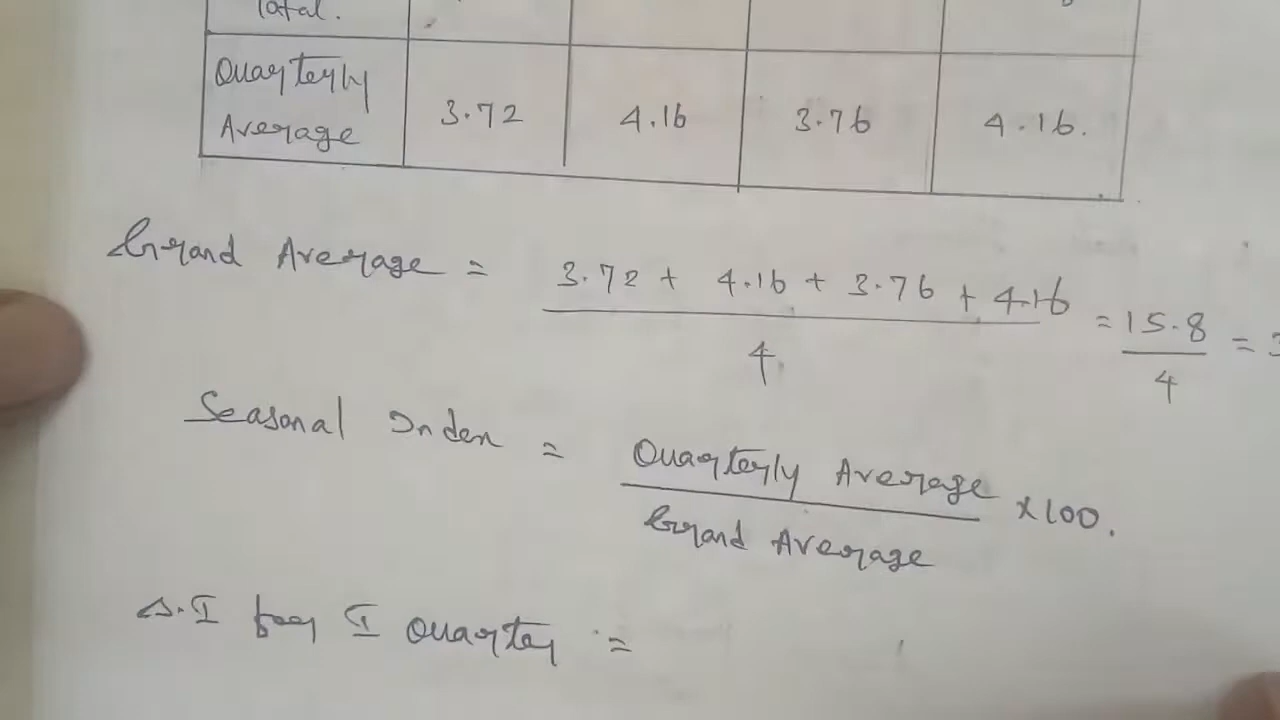 Total.
Quarterly
Average 3.72 4.16 3.76 4.16.
Grand Average = 3.72 + 4.16 + 3.76 + 4.16 / 4 = 15.8 / 4 =
Seasonal Index = Quarterly Average / Grand Average × 100.
S.I for I Quarter =